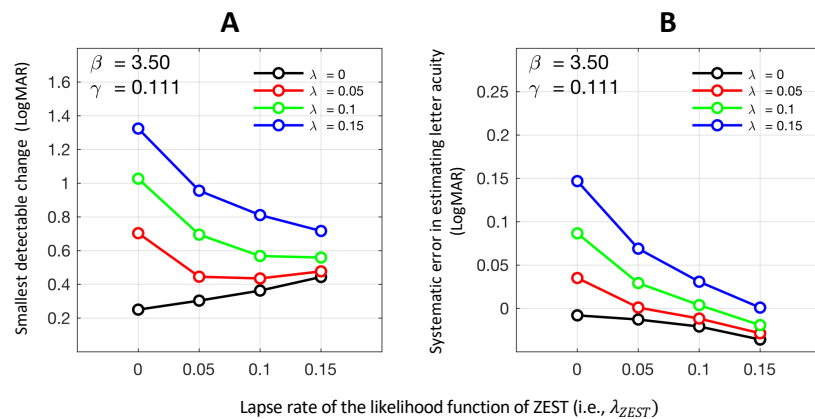 A
β = 3.50
γ = 0.111
λ = 0
λ = 0.05
λ = 0.1
λ = 0.15
Smallest detectable change (LogMAR)
1.6
1.4
1.2
1
0.8
0.6
0.4
0.2
0
0.05
0.1
0.15
B
β = 3.50
γ = 0.111
λ = 0
λ = 0.05
λ = 0.1
λ = 0.15
Systematic error in estimating letter acuity
(LogMAR)
0.25
0.2
0.15
0.1
0.05
0
0
0.05
0.1
0.15
Lapse rate of the likelihood function of ZEST (i.e., λZEST)